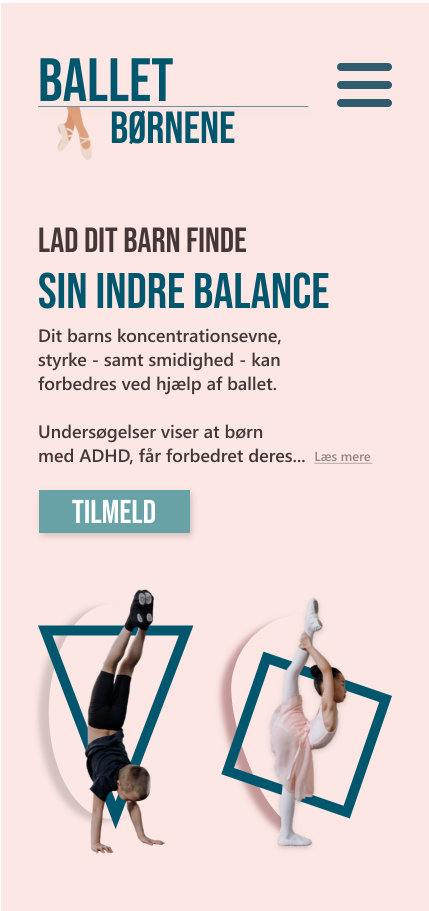 BALLET
BØRNENE
LAD DIT BARN FINDE
SIN INDRE BALANCE
Dit barns koncentrationsevne,
styrke - samt smidighed - kan
forbedres ved hjælp af ballet.
Undersøgelser viser at børn
med ADHD, får forbedret deres... Læs mere
TILMELD